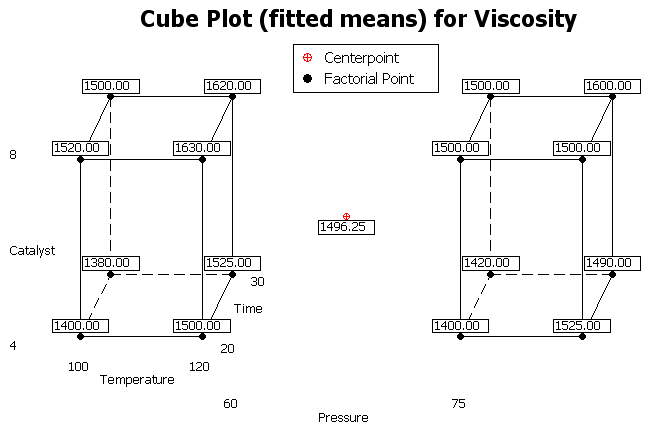 Cube Plot (fitted means) for Viscosity
Centerpoint
Factorial Point
1500.00 1620.00 1500.00 1600.00
1520.00 1630.00 1500.00 1500.00
8
1496.25
Catalyst
1380.00 1525.00 1420.00 1490.00
30
Time
1400.00 1500.00 1400.00 1525.00
4 20
100 120
Temperature
60 75
Pressure